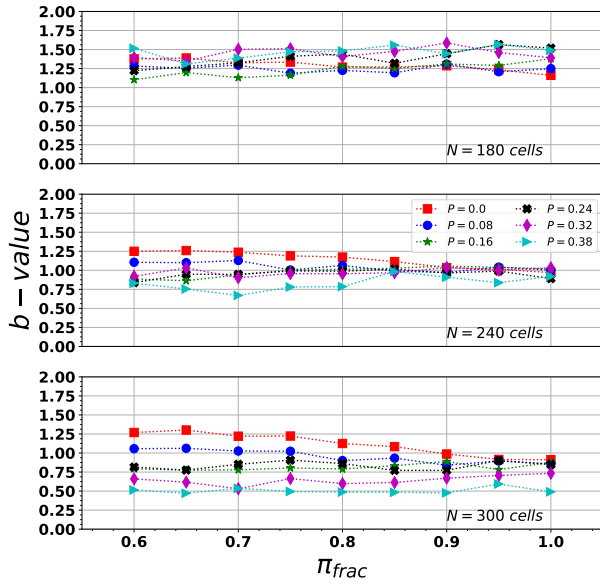 2.00
1.75
1.50
1.25
1.00
0.75
0.50
0.25
0.00
N = 180 cells
2.00
1.75
1.50
1.25
1.00
0.75
0.50
0.25
0.00
P = 0.0
P = 0.08
P = 0.16
P = 0.24
P = 0.32
P = 0.38
N = 240 cells
b − value
2.00
1.75
1.50
1.25
1.00
0.75
0.50
0.25
0.00
N = 300 cells
0.6 0.7 0.8 0.9 1.0
π_frac